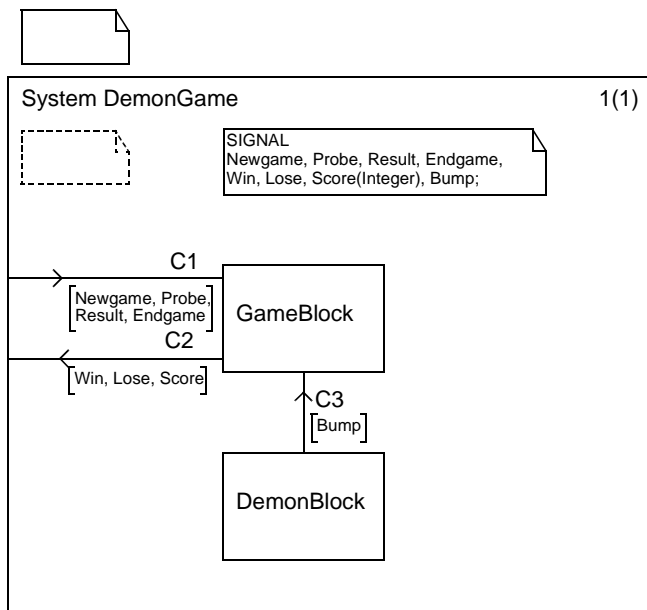 System DemonGame
1(1)
SIGNAL
Newgame, Probe, Result, Endgame,
Win, Lose, Score(Integer), Bump;
C1
[Newgame, Probe,
Result, Endgame]
GameBlock
C2
[Win, Lose, Score]
C3
[Bump]
DemonBlock